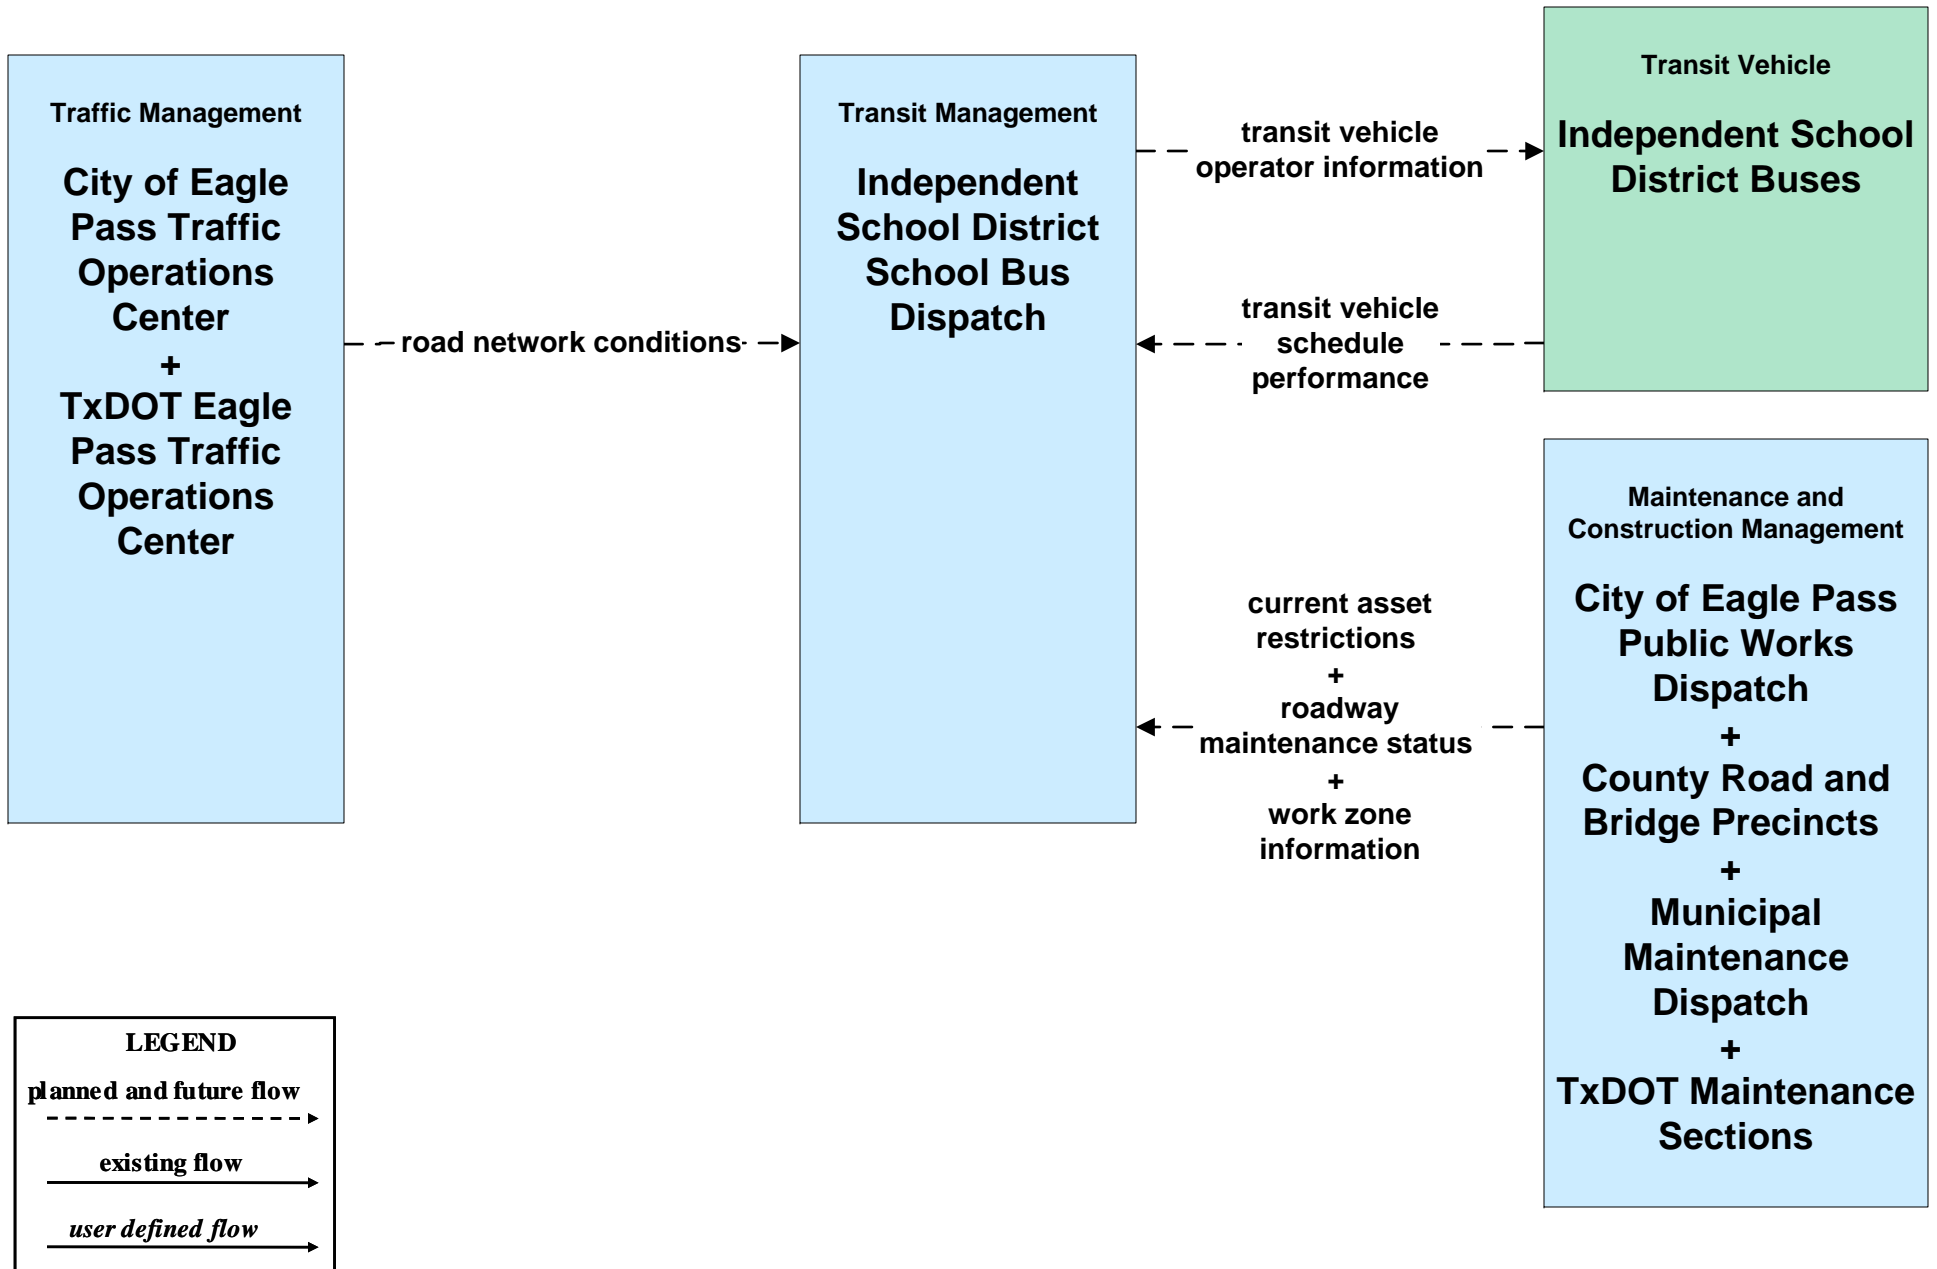 Traffic Management
City of Eagle
Pass Traffic
Operations
Center
+
TxDOT Eagle
Pass Traffic
Operations
Center
road network conditions
Transit Management
Independent
School District
School Bus
Dispatch
transit vehicle
operator information
transit vehicle
schedule
performance
current asset
restrictions
+
roadway
maintenance status
+
work zone
information
Transit Vehicle
Independent School
District Buses
Maintenance and
Construction Management
City of Eagle Pass
Public Works
Dispatch
+
County Road and
Bridge Precincts
+
Municipal
Maintenance
Dispatch
+
TxDOT Maintenance
Sections
LEGEND
planned and future flow
existing flow
user defined flow